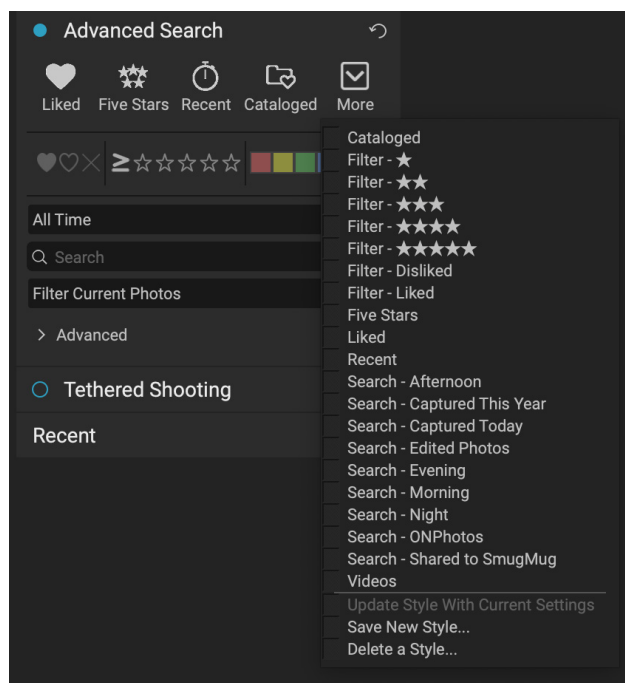 Advanced Search
Liked Five Stars Recent Cataloged More
≥
All Time
Search
Filter Current Photos
Advanced
Tethered Shooting
Recent
Cataloged
Filter - ★
Filter - ★★
Filter - ★★★
Filter - ★★★★
Filter - ★★★★★
Filter - Disliked
Filter - Liked
Five Stars
Liked
Recent
Search - Afternoon
Search - Captured This Year
Search - Captured Today
Search - Edited Photos
Search - Evening
Search - Morning
Search - Night
Search - ONPhotos
Search - Shared to SmugMug
Videos
Update Style With Current Settings
Save New Style...
Delete a Style...